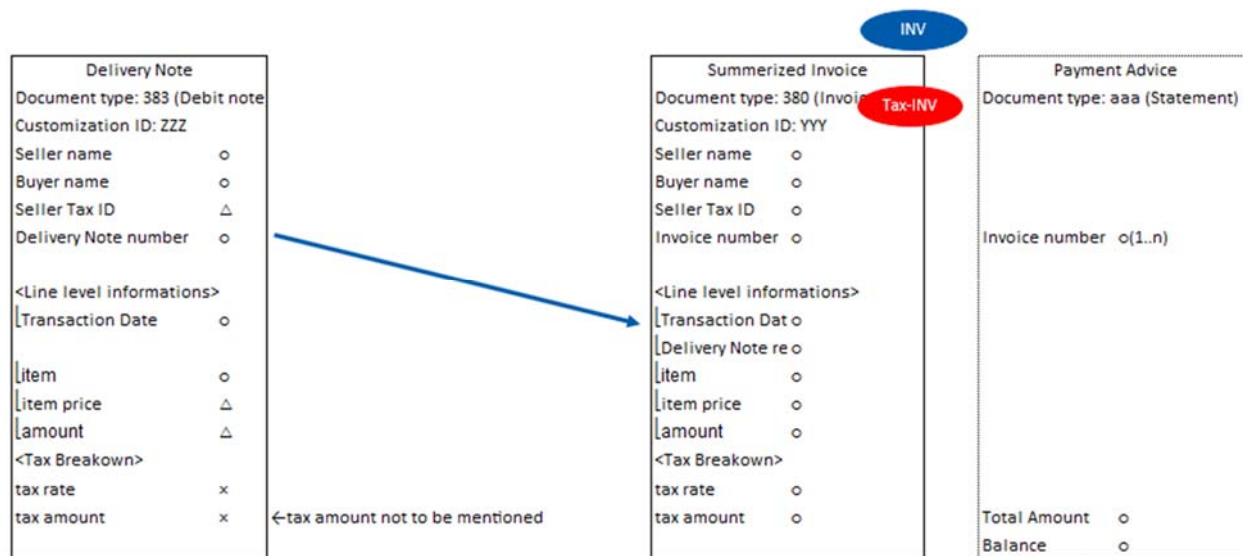 INV
Delivery Note
Document type: 383 (Debit note
Customization ID: ZZZ
Seller name ○
Buyer name ○
Seller Tax ID △
Delivery Note number ○
<Line level informations>
Transaction Date ○
item ○
item price △
amount △
<Tax Breakown>
tax rate ×
tax amount × ←tax amount not to be mentioned
Summerized Invoice
Document type: 380 (Invoi
Tax-INV
Customization ID: YYY
Seller name ○
Buyer name ○
Seller Tax ID ○
Invoice number ○
<Line level informations>
Transaction Dat ○
Delivery Note re ○
item ○
item price ○
amount ○
<Tax Breakown>
tax rate ○
tax amount ○
Payment Advice
Document type: aaa (Statement)
Invoice number ○(1..n)
Total Amount ○
Balance ○